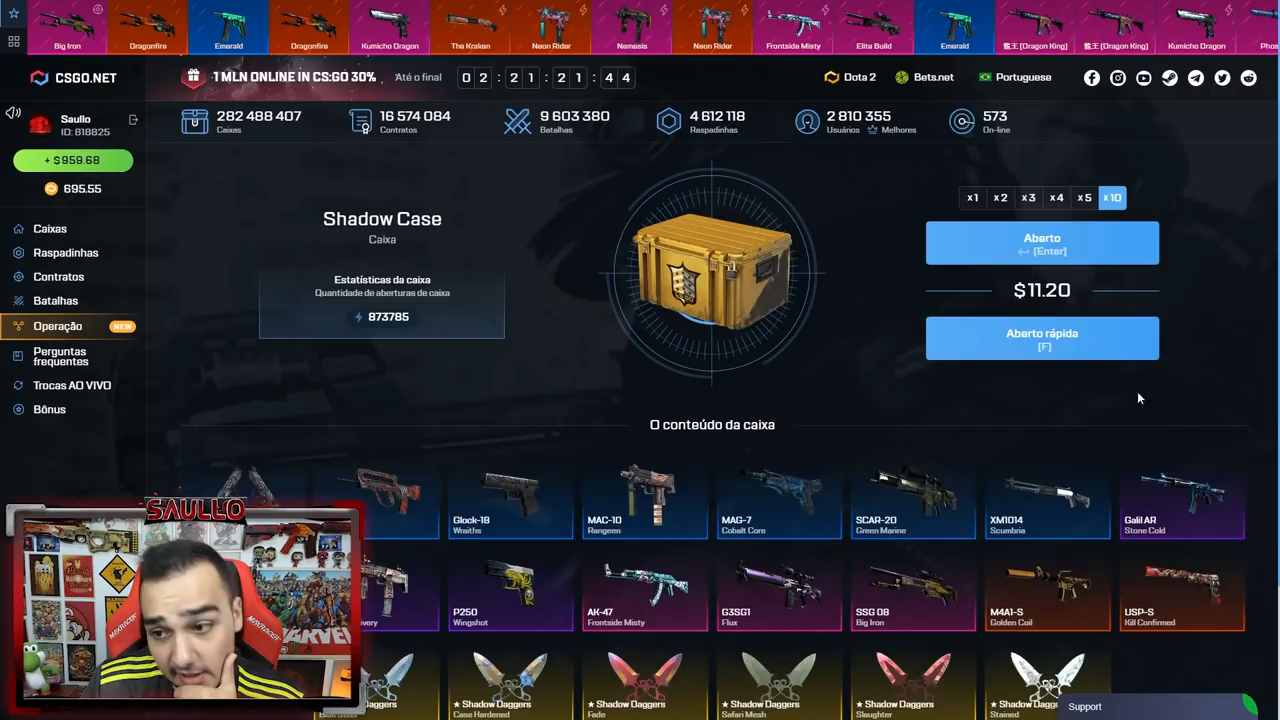 Big Iron
Dragonfire
Emerald
Dragonfire
Kumicho Dragon
The Kraken
Neon Rider
Nemesis
Neon Rider
Frontside Misty
Elite Build
Emerald
龍王 (Dragon King)
龍王 (Dragon King)
Kumicho Dragon
CSGO.NET
1 MLN ONLINE IN CS:GO 30%
Até o final
02:21:21:44
Dota 2
Bets.net
Portuguese
Saullo
ID: 818825
+ $959.68
695.55
282 488 407
Caixas
16 574 084
Contratos
9 603 380
Batalhas
4 612 118
Raspadinhas
2 810 355
Usuários
Melhores
573
On-line
Caixas
Raspadinhas
Contratos
Batalhas
Operação
NEW
Perguntas
frequentes
Trocas AO VIVO
Bônus
Shadow Case
Caixa
Estatísticas da caixa
Quantidade de aberturas de caixa
873785
x1
x2
x3
x4
x5
x10
Aberto
[Enter]
$11.20
Aberto rápida
[F]
O conteúdo da caixa
Glock-18
Wraiths
MAC-10
Rangeen
MAG-7
Cobalt Core
SCAR-20
Green Marine
XM1014
Scumbria
Galil AR
Stone Cold
P250
Wingshot
AK-47
Frontside Misty
G3SG1
Flux
SSG 08
Big Iron
M4A1-S
Golden Coil
USP-S
Kill Confirmed
★ Shadow Daggers
★ Shadow Daggers
Case Hardened
★ Shadow Daggers
Fade
★ Shadow Daggers
Safari Mesh
★ Shadow Daggers
Slaughter
★ Shadow Daggers
Stained
SAULLO
MAXRACER
MAXRACER
MARVEL
Support